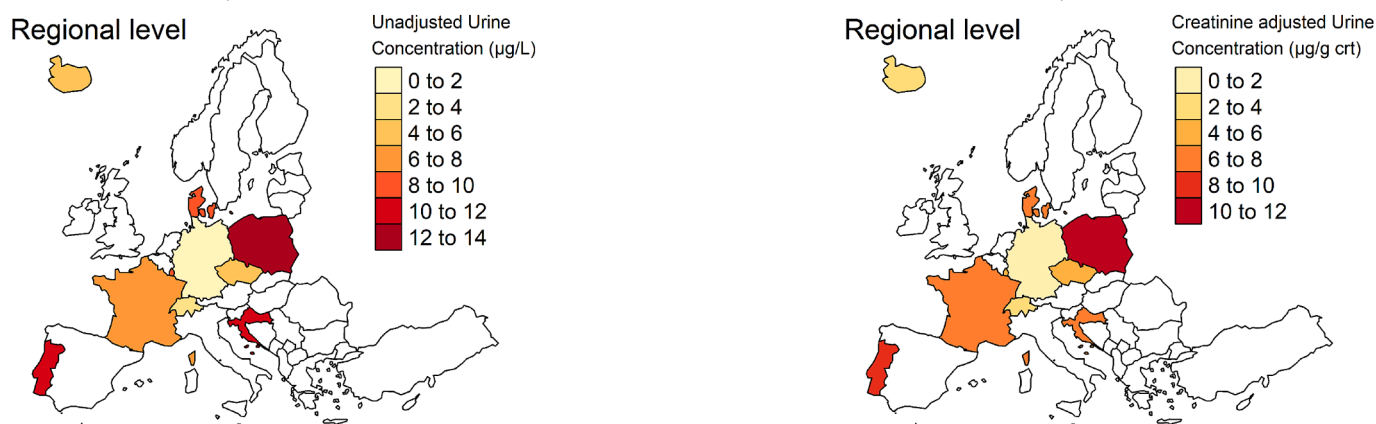 Regional level
Unadjusted Urine
Concentration (µg/L)
0 to 2
2 to 4
4 to 6
6 to 8
8 to 10
10 to 12
12 to 14
Regional level
Creatinine adjusted Urine
Concentration (µg/g crt)
0 to 2
2 to 4
4 to 6
6 to 8
8 to 10
10 to 12